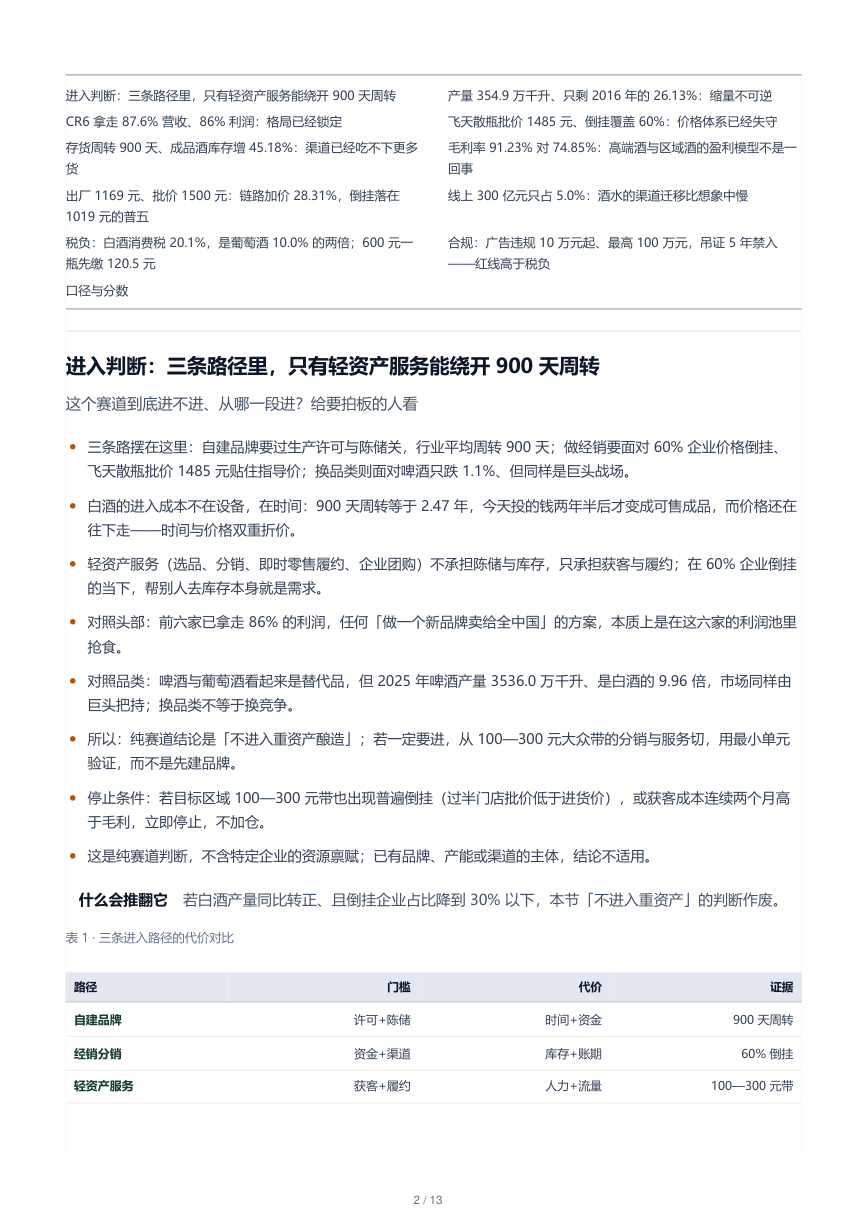 进入判断：三条路径里，只有轻资产服务能绕开 900 天周转
产量 354.9 万千升、只剩 2016 年的 26.13%：缩量不可逆
CR6 拿走 87.6% 营收、86% 利润：格局已经锁定
飞天散瓶批价 1485 元、倒挂覆盖 60%：价格体系已经失守
存货周转 900 天、成品酒库存增 45.18%：渠道已经吃不下更多
货
毛利率 91.23% 对 74.85%：高端酒与区域酒的盈利模型不是一
回事
出厂 1169 元、批价 1500 元：链路加价 28.31%，倒挂落在
1019 元的普五
线上 300 亿元只占 5.0%：酒水的渠道迁移比想象中慢
税负：白酒消费税 20.1%，是葡萄酒 10.0% 的两倍；600 元一
瓶先缴 120.5 元
合规：广告违规 10 万元起、最高 100 万元，吊证 5 年禁入
——红线高于税负
口径与分数
进入判断：三条路径里，只有轻资产服务能绕开 900 天周转
这个赛道到底进不进、从哪一段进？给要拍板的人看
• 三条路摆在这里：自建品牌要过生产许可与陈储关，行业平均周转 900 天；做经销要面对 60% 企业价格倒挂、
飞天散瓶批价 1485 元贴住指导价；换品类则面对啤酒只跌 1.1%、但同样是巨头战场。
• 白酒的进入成本不在设备，在时间：900 天周转等于 2.47 年，今天投的钱两年半后才变成可售成品，而价格还在
往下走——时间与价格双重折价。
• 轻资产服务（选品、分销、即时零售履约、企业团购）不承担陈储与库存，只承担获客与履约；在 60% 企业倒挂
的当下，帮别人去库存本身就是需求。
• 对照头部：前六家已拿走 86% 的利润，任何「做一个新品牌卖给全中国」的方案，本质上是在这六家的利润池里
抢食。
• 对照品类：啤酒与葡萄酒看起来是替代品，但 2025 年啤酒产量 3536.0 万千升、是白酒的 9.96 倍，市场同样由
巨头把持；换品类不等于换竞争。
• 所以：纯赛道结论是「不进入重资产酿造」；若一定要进，从 100—300 元大众带的分销与服务切，用最小单元
验证，而不是先建品牌。
• 停止条件：若目标区域 100—300 元带也出现普遍倒挂（过半门店批价低于进货价），或获客成本连续两个月高
于毛利，立即停止，不加仓。
• 这是纯赛道判断，不含特定企业的资源禀赋；已有品牌、产能或渠道的主体，结论不适用。
什么会推翻它 若白酒产量同比转正、且倒挂企业占比降到 30% 以下，本节「不进入重资产」的判断作废。
表 1 · 三条进入路径的代价对比
路径 门槛 代价 证据
自建品牌 许可+陈储 时间+资金 900 天周转
经销分销 资金+渠道 库存+账期 60% 倒挂
轻资产服务 获客+履约 人力+流量 100—300 元带
2 / 13